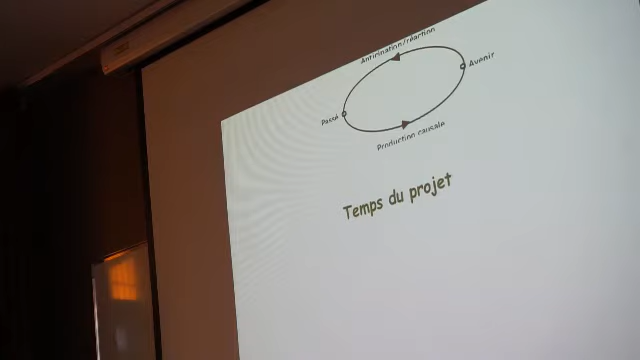 Anticipation/réaction
Avenir
Passé
Production causale
Temps du projet